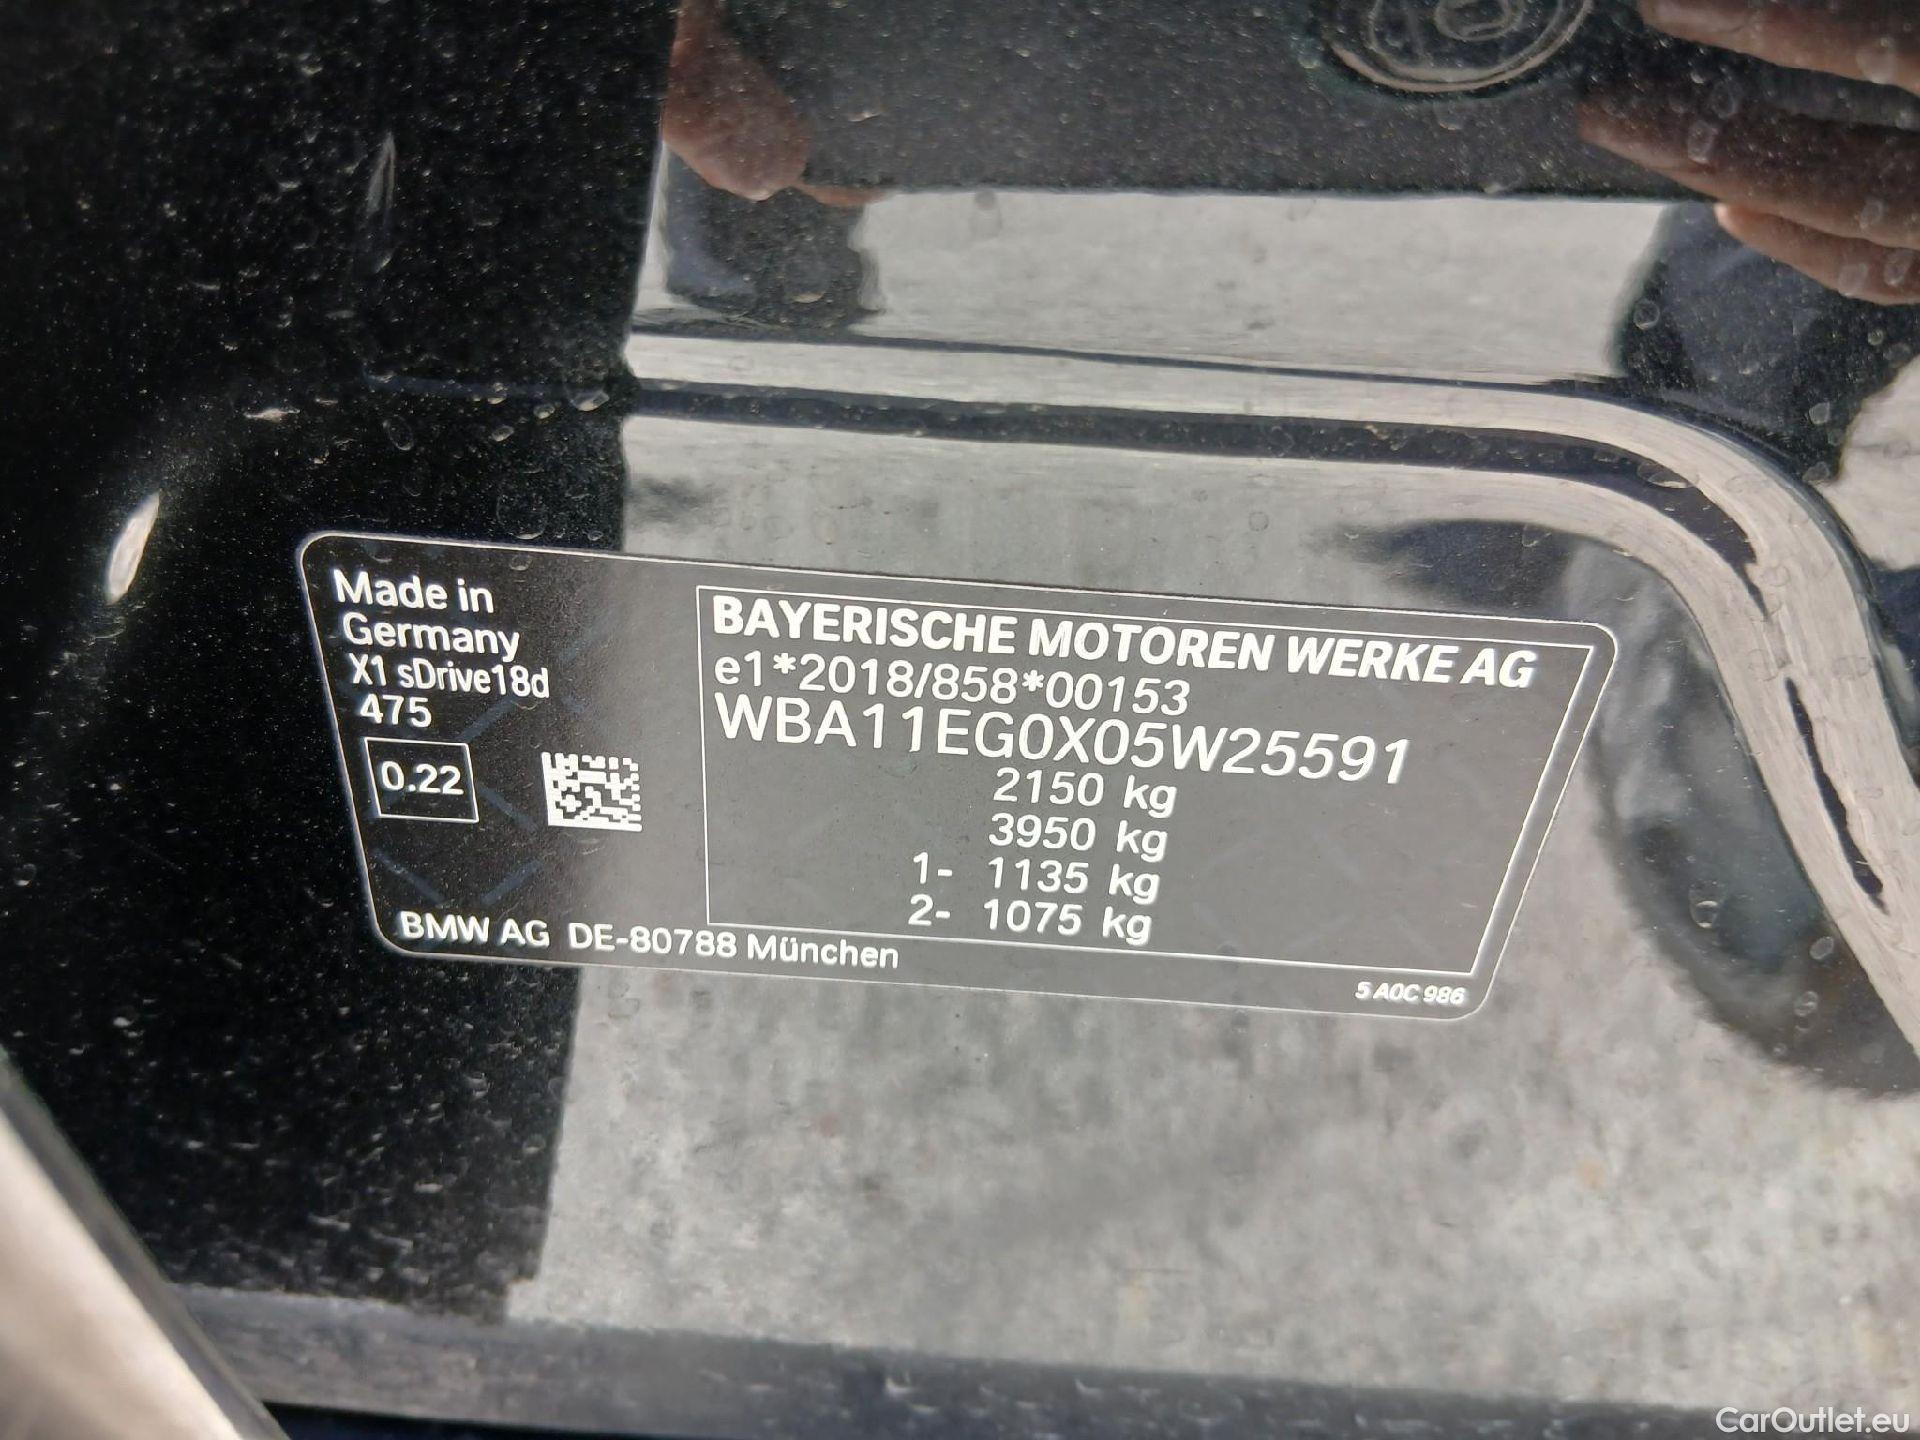 Made in
Germany
X1 sDrive18d
475
0.22
BAYERISCHE MOTOREN WERKE AG
e1*2018/858*00153
WBA11EG0X05W25591
2150 kg
3950 kg
1- 1135 kg
2- 1075 kg
BMW AG DE-80788 München
5 A0C 986
CarOutlet.eu